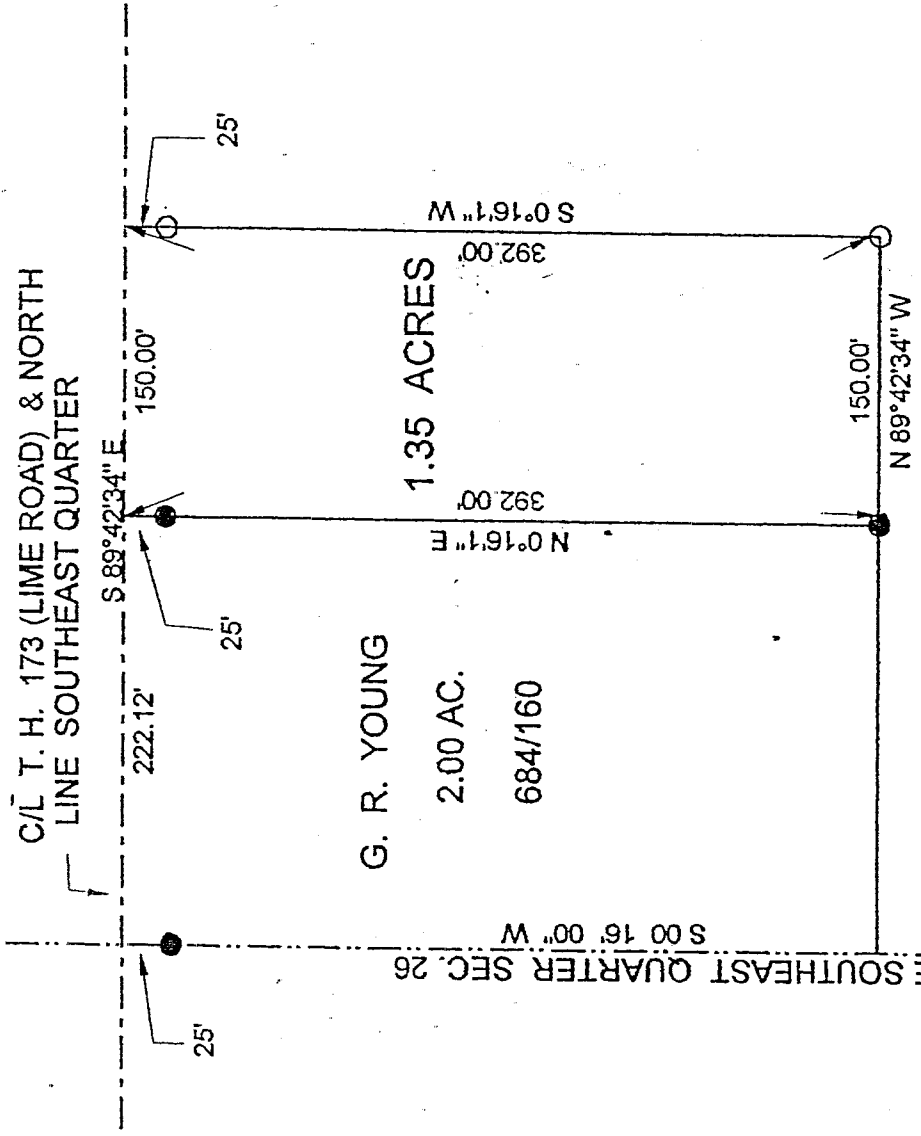 C/L T. H. 173 (LIME ROAD) & NORTH
LINE SOUTHEAST QUARTER
S 89°42'34" E
222.12'
150.00'
25'
25'
25'
G. R. YOUNG
2.00 AC.
684/160
1.35 ACRES
N 0°16'1" E
392.00'
S 0°16'1" W
392.00'
150.00'
N 89°42'34" W
S 00 16' 00" W
SOUTHEAST QUARTER SEC. 26